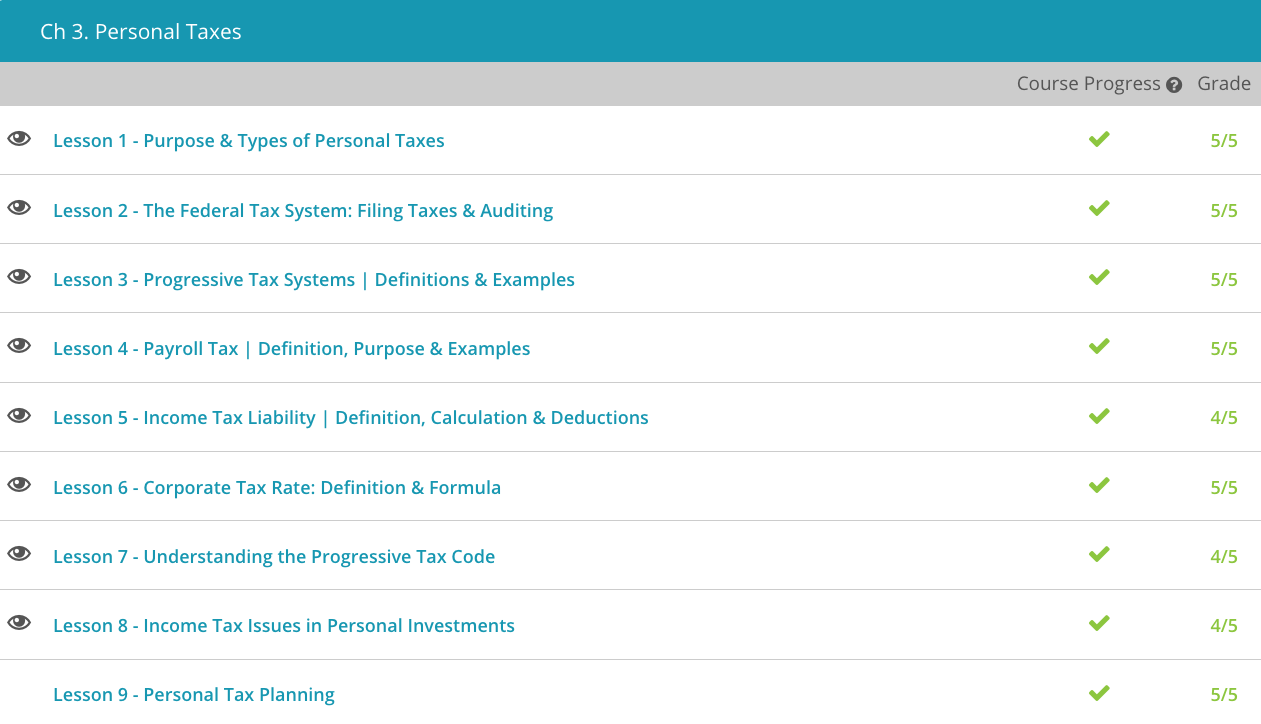 Ch 3. Personal Taxes
Course Progress ? Grade
Lesson 1 - Purpose & Types of Personal Taxes 5/5
Lesson 2 - The Federal Tax System: Filing Taxes & Auditing 5/5
Lesson 3 - Progressive Tax Systems | Definitions & Examples 5/5
Lesson 4 - Payroll Tax | Definition, Purpose & Examples 5/5
Lesson 5 - Income Tax Liability | Definition, Calculation & Deductions 4/5
Lesson 6 - Corporate Tax Rate: Definition & Formula 5/5
Lesson 7 - Understanding the Progressive Tax Code 4/5
Lesson 8 - Income Tax Issues in Personal Investments 4/5
Lesson 9 - Personal Tax Planning 5/5